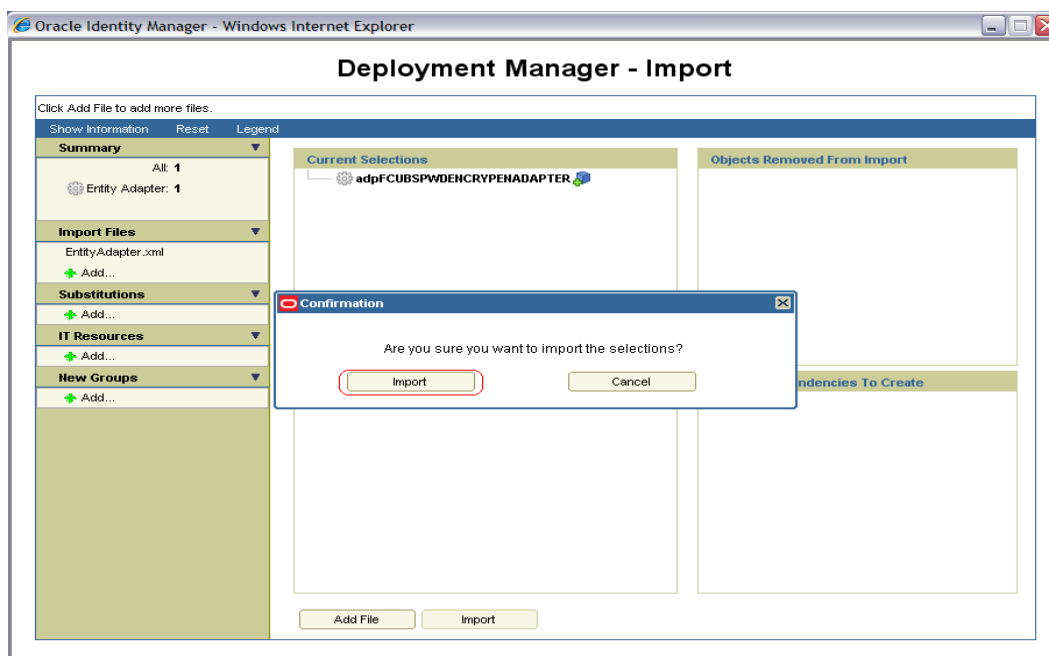 Oracle Identity Manager - Windows Internet Explorer
Deployment Manager - Import
Click Add File to add more files.
Show Information Reset Legend
Summary
All: 1
Entity Adapter: 1
Import Files
EntityAdapter.xml
Add...
Substitutions
Add...
IT Resources
Add...
New Groups
Add...
Current Selections
adpFCUBSPWDENCRYPENADAPTER
Objects Removed From Import
Confirmation
Are you sure you want to import the selections?
Import Cancel
ndencies To Create
Add File Import